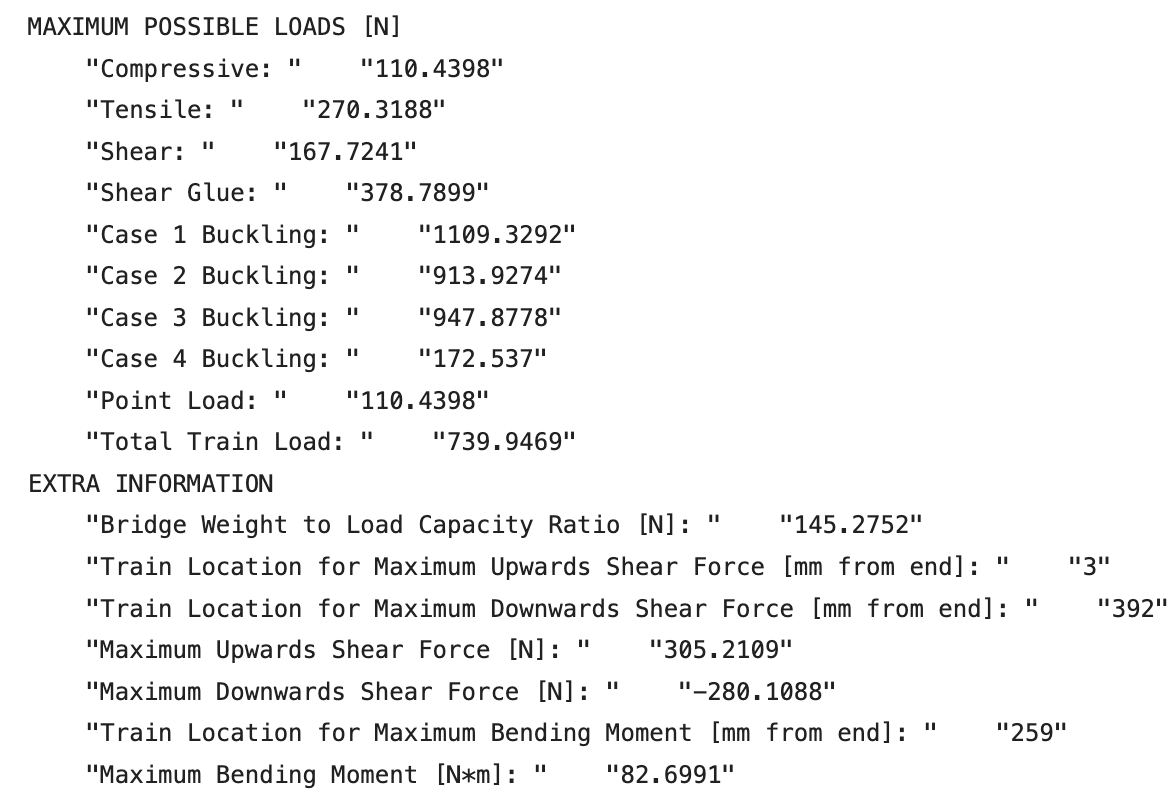 MAXIMUM POSSIBLE LOADS [N]
"Compressive: " "110.4398"
"Tensile: " "270.3188"
"Shear: " "167.7241"
"Shear Glue: " "378.7899"
"Case 1 Buckling: " "1109.3292"
"Case 2 Buckling: " "913.9274"
"Case 3 Buckling: " "947.8778"
"Case 4 Buckling: " "172.537"
"Point Load: " "110.4398"
"Total Train Load: " "739.9469"
EXTRA INFORMATION
"Bridge Weight to Load Capacity Ratio [N]: " "145.2752"
"Train Location for Maximum Upwards Shear Force [mm from end]: " "3"
"Train Location for Maximum Downwards Shear Force [mm from end]: " "392"
"Maximum Upwards Shear Force [N]: " "305.2109"
"Maximum Downwards Shear Force [N]: " "-280.1088"
"Train Location for Maximum Bending Moment [mm from end]: " "259"
"Maximum Bending Moment [N*m]: " "82.6991"